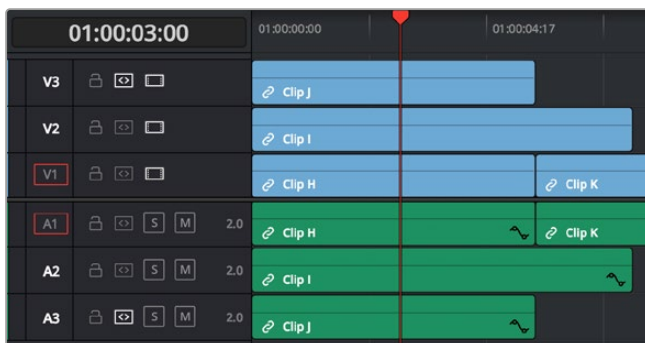 01:00:03:00 01:00:00:00 01:00:04:17
V3 Clip J
V2 Clip I
V1 Clip H Clip K
A1 S M 2.0 Clip H Clip K
A2 S M 2.0 Clip I
A3 S M 2.0 Clip J